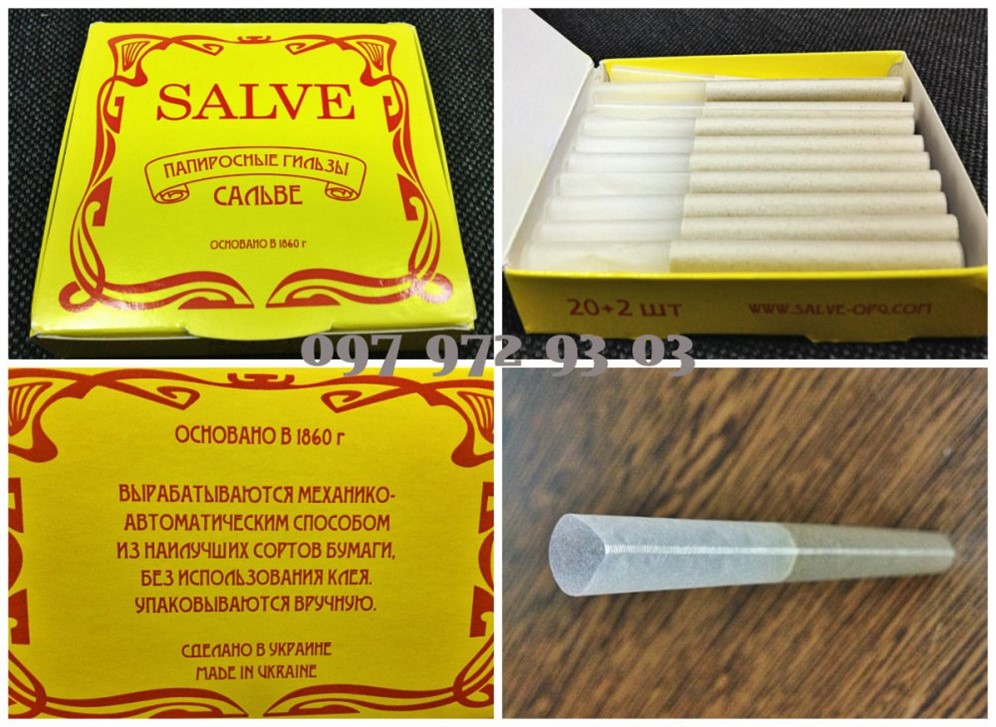 SALVE
ПАПИРОСНЫЕ ГИЛЬЗЫ
САЛЬВЕ
ОСНОВАНО В 1860 г
20+2 ШТ
WWW.SALVE-OPQ.COM
097 972 93 03
ОСНОВАНО В 1860 г
ВЫРАБАТЫВАЮТСЯ МЕХАНИКО-
АВТОМАТИЧЕСКИМ СПОСОБОМ
ИЗ НАИЛУЧШИХ СОРТОВ БУМАГИ,
БЕЗ ИСПОЛЬЗОВАНИЯ КЛЕЯ.
УПАКОВЫВАЮТСЯ ВРУЧНУЮ.
СДЕЛАНО В УКРАИНЕ
MADE IN UKRAINE